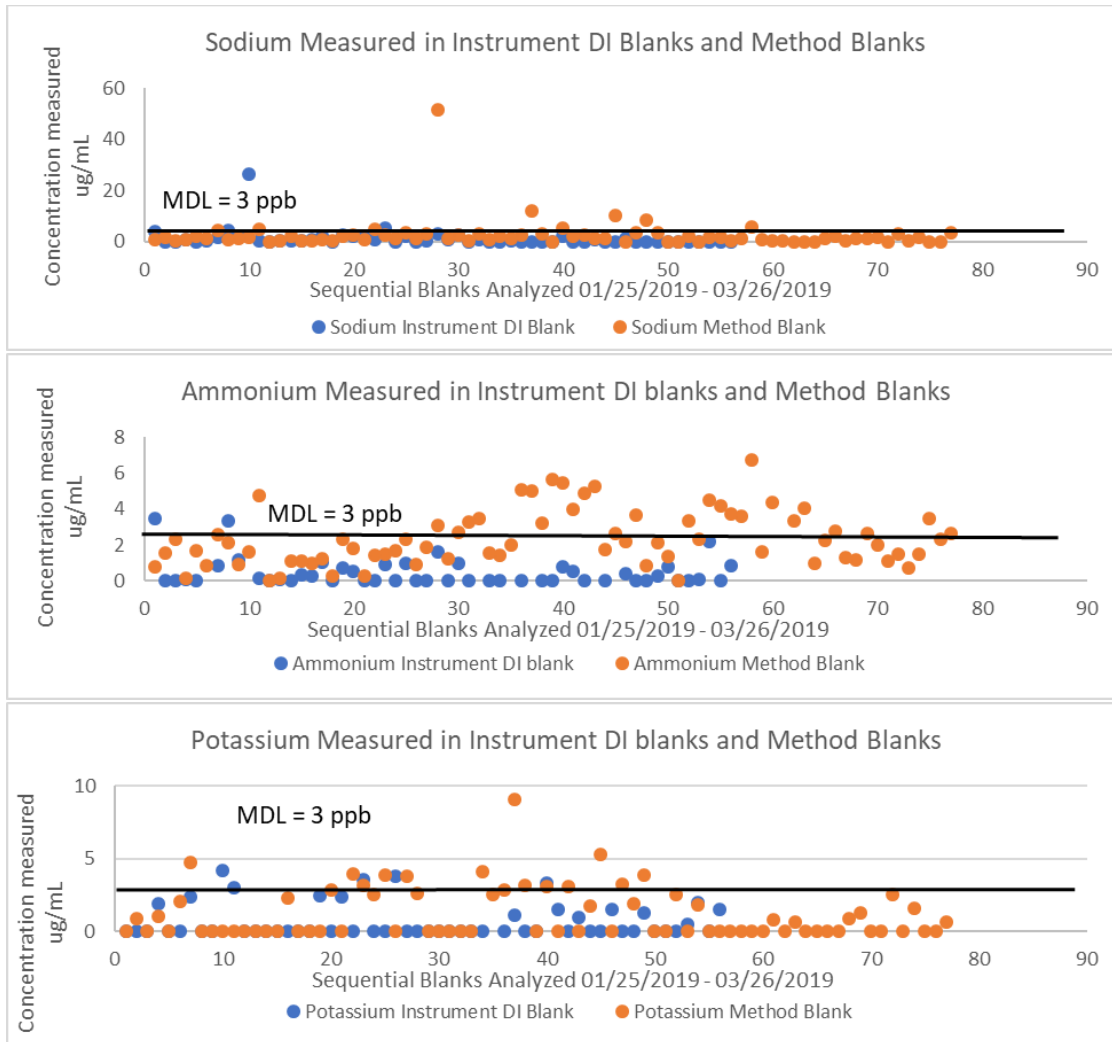 Sodium Measured in Instrument DI Blanks and Method Blanks
Concentration measured
ug/mL
60
40
20
0
MDL = 3 ppb
0 10 20 30 40 50 60 70 80 90
Sequential Blanks Analyzed 01/25/2019 - 03/26/2019
Sodium Instrument DI Blank Sodium Method Blank
Ammonium Measured in Instrument DI blanks and Method Blanks
Concentration measured
ug/mL
8
6
4
2
0
MDL = 3 ppb
0 10 20 30 40 50 60 70 80 90
Sequential Blanks Analyzed 01/25/2019 - 03/26/2019
Ammonium Instrument DI blank Ammonium Method Blank
Potassium Measured in Instrument DI blanks and Method Blanks
Concentration measured
ug/mL
10
5
0
MDL = 3 ppb
0 10 20 30 40 50 60 70 80 90
Sequential Blanks Analyzed 01/25/2019 - 03/26/2019
Potassium Instrument DI Blank Potassium Method Blank